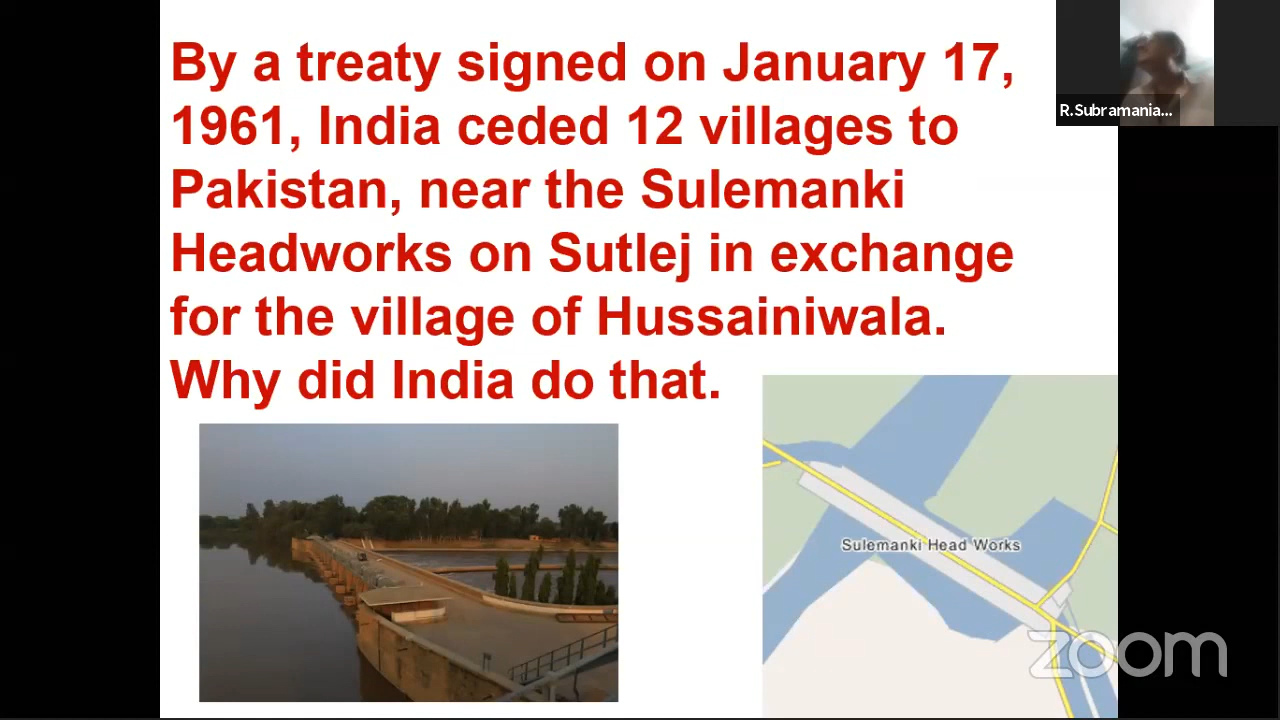 By a treaty signed on January 17,
1961, India ceded 12 villages to
Pakistan, near the Sulemanki
Headworks on Sutlej in exchange
for the village of Hussainiwala.
Why did India do that.
R.Subramania...
Sulemanki Head Works
zoom